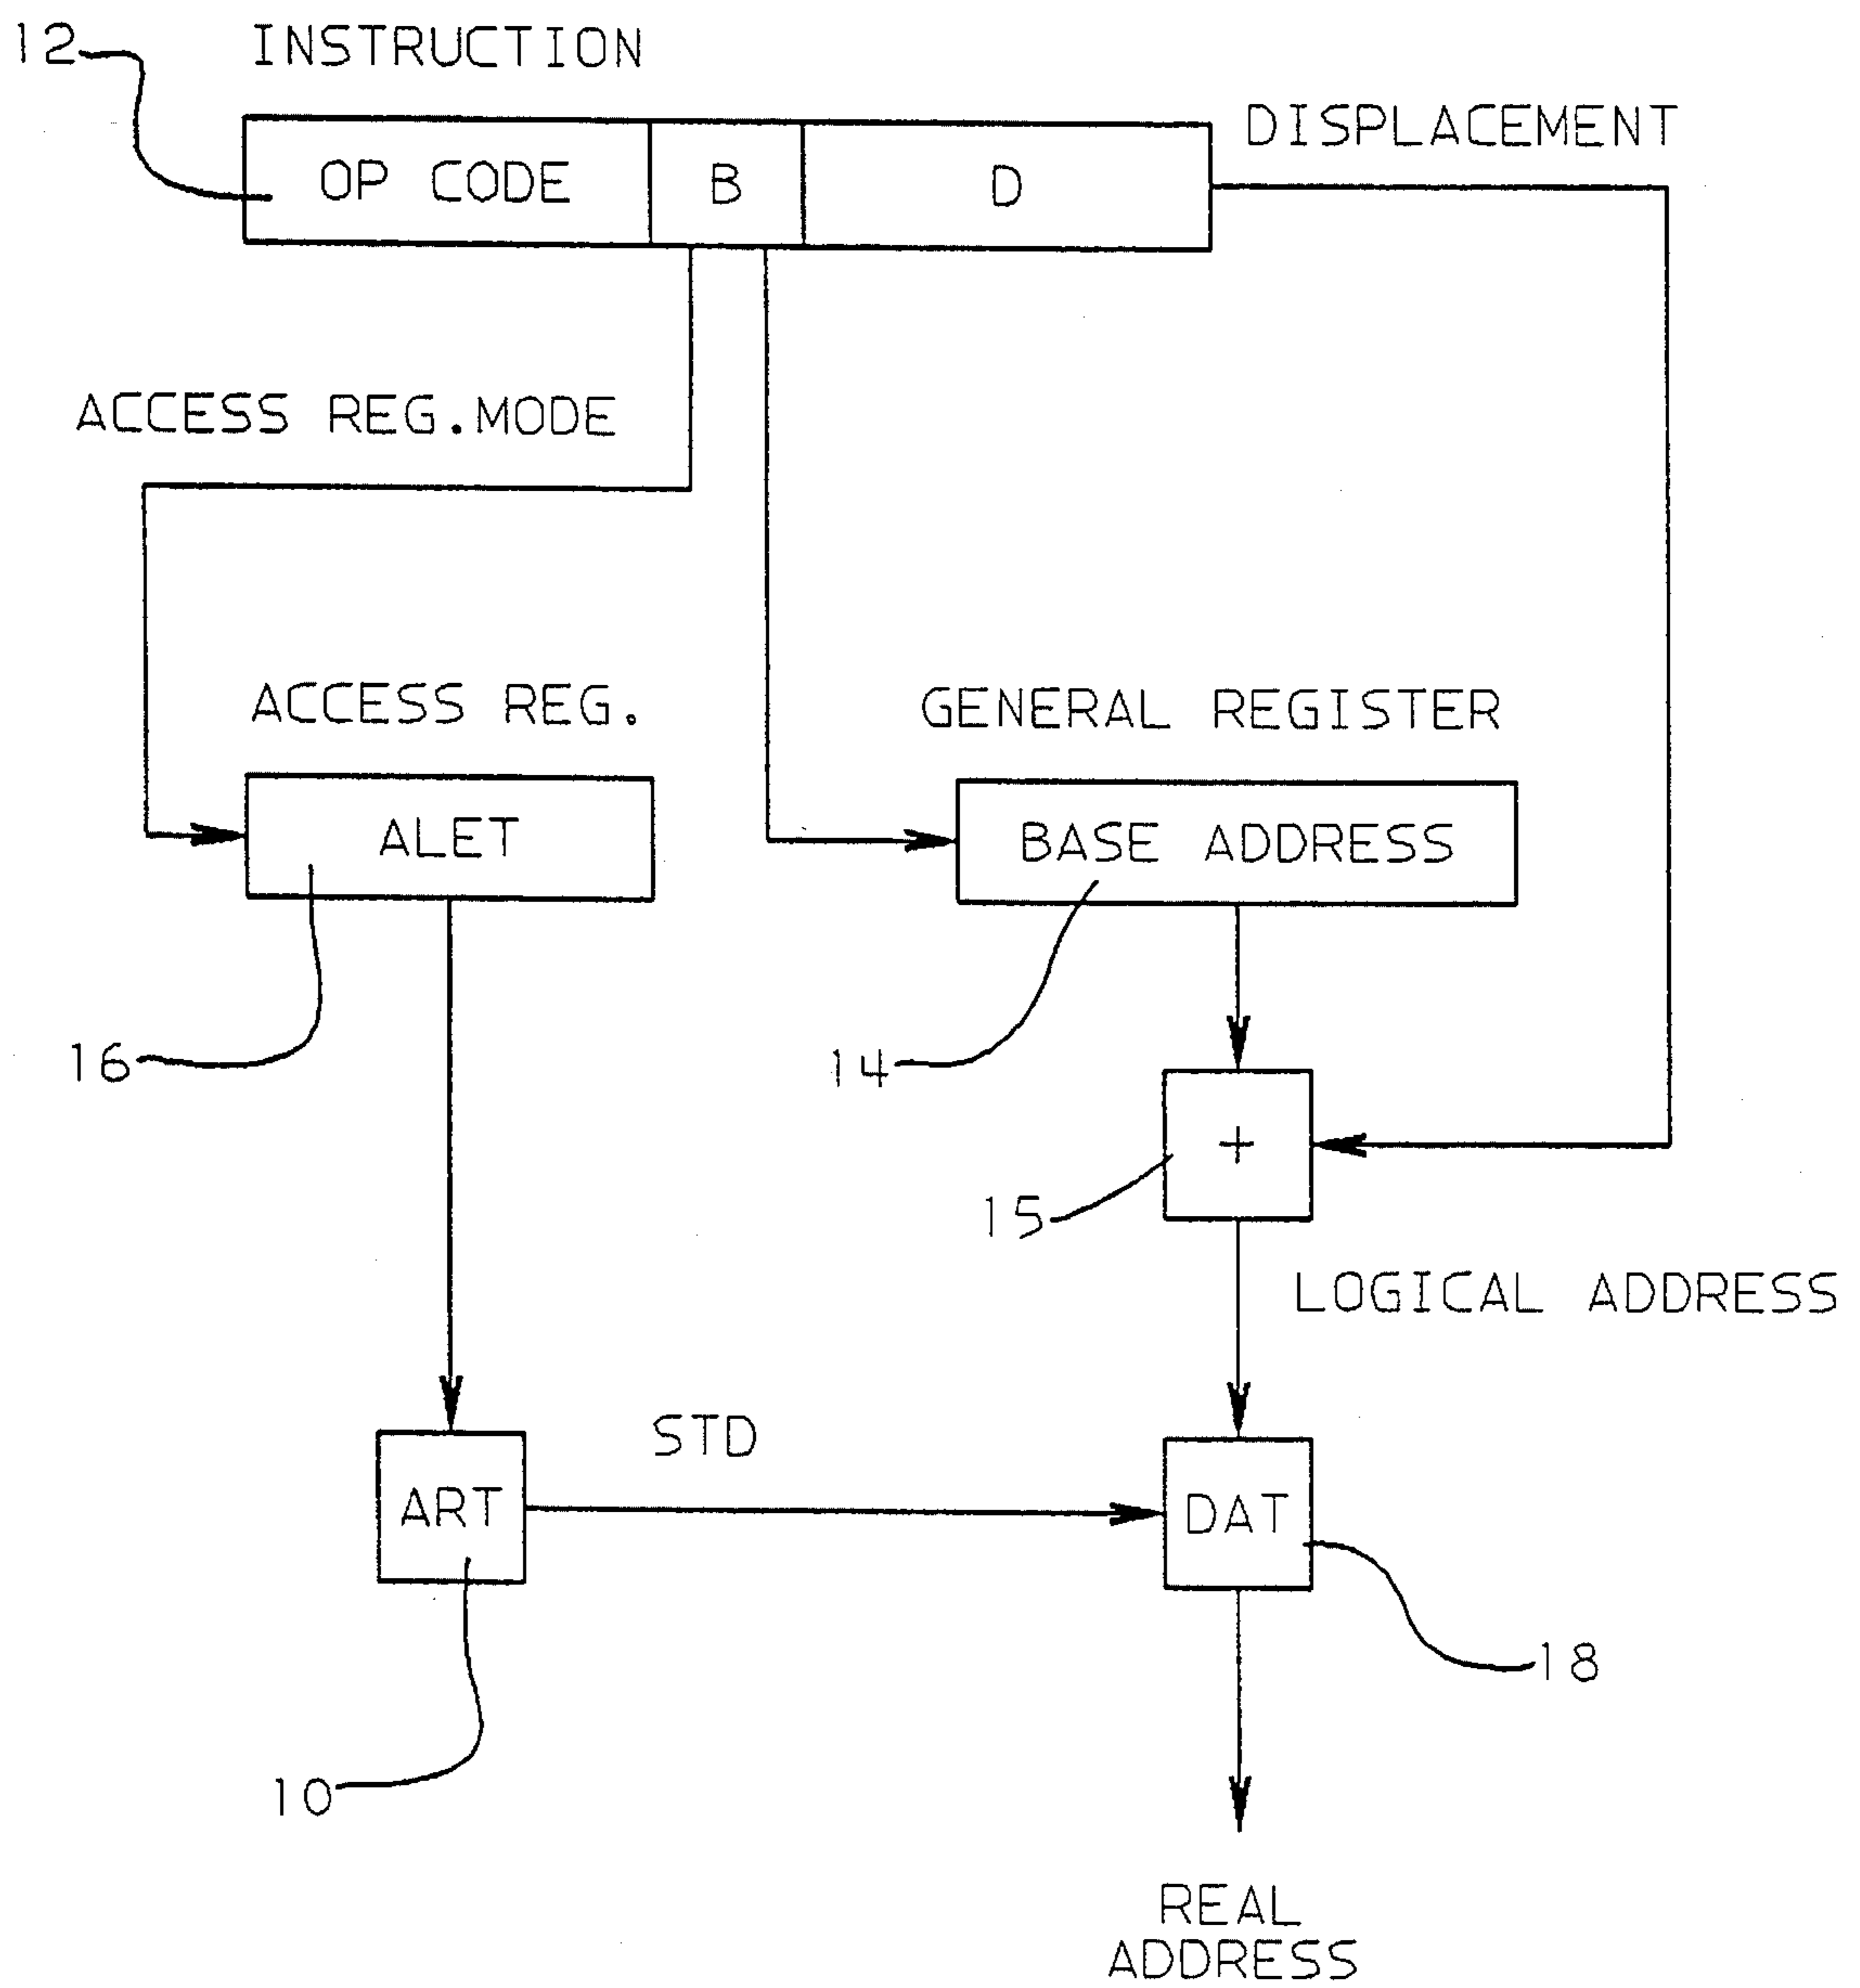 12
INSTRUCTION
DISPLACEMENT
OP CODE
B
D
ACCESS REG.MODE
ACCESS REG.
GENERAL REGISTER
ALET
BASE ADDRESS
16
14
+
15
LOGICAL ADDRESS
STD
ART
DAT
18
10
REAL
ADDRESS